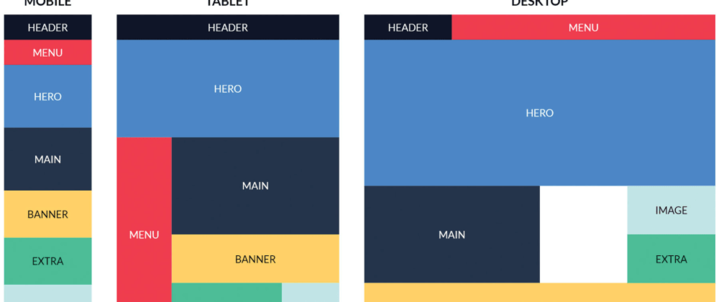 MOBILE
HEADER
MENU
HERO
MAIN
BANNER
EXTRA
TABLET
HEADER
HERO
MENU
MAIN
BANNER
DESKTOP
HEADER
MENU
HERO
MAIN
IMAGE
EXTRA